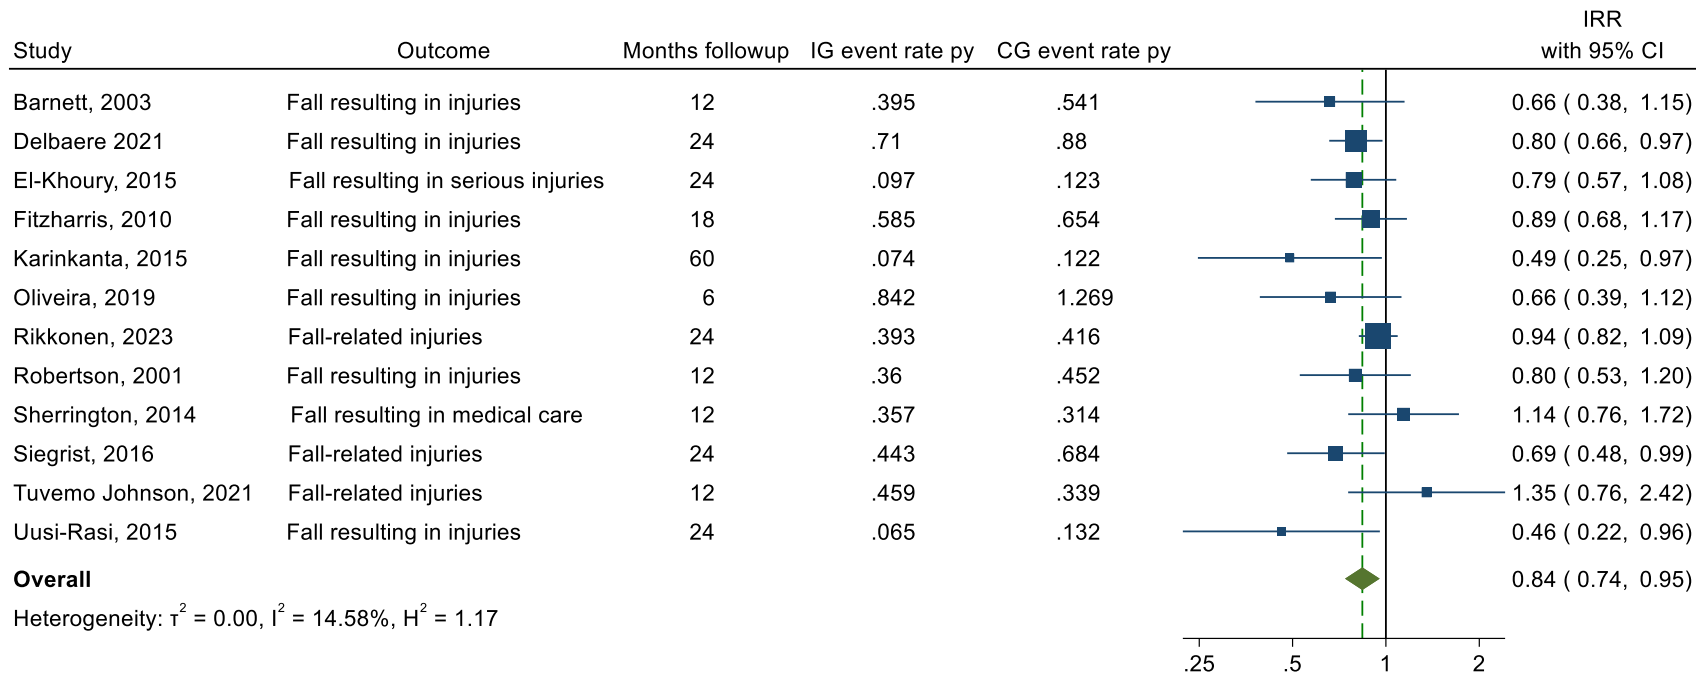 IRR
Study Outcome Months followup IG event rate py CG event rate py with 95% CI
Barnett, 2003 Fall resulting in injuries 12 .395 .541 0.66 ( 0.38, 1.15)
Delbaere 2021 Fall resulting in injuries 24 .71 .88 0.80 ( 0.66, 0.97)
El-Khoury, 2015 Fall resulting in serious injuries 24 .097 .123 0.79 ( 0.57, 1.08)
Fitzharris, 2010 Fall resulting in injuries 18 .585 .654 0.89 ( 0.68, 1.17)
Karinkanta, 2015 Fall resulting in injuries 60 .074 .122 0.49 ( 0.25, 0.97)
Oliveira, 2019 Fall resulting in injuries 6 .842 1.269 0.66 ( 0.39, 1.12)
Rikkonen, 2023 Fall-related injuries 24 .393 .416 0.94 ( 0.82, 1.09)
Robertson, 2001 Fall resulting in injuries 12 .36 .452 0.80 ( 0.53, 1.20)
Sherrington, 2014 Fall resulting in medical care 12 .357 .314 1.14 ( 0.76, 1.72)
Siegrist, 2016 Fall-related injuries 24 .443 .684 0.69 ( 0.48, 0.99)
Tuvemo Johnson, 2021 Fall-related injuries 12 .459 .339 1.35 ( 0.76, 2.42)
Uusi-Rasi, 2015 Fall resulting in injuries 24 .065 .132 0.46 ( 0.22, 0.96)
Overall 0.84 ( 0.74, 0.95)
Heterogeneity: τ² = 0.00, I² = 14.58%, H² = 1.17
.25 .5 1 2